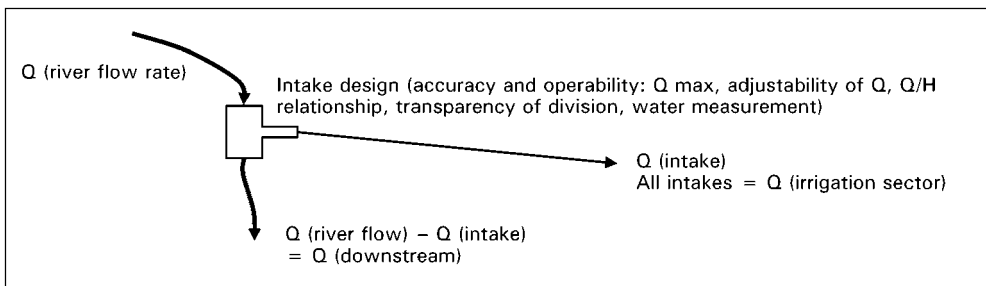 Q (river flow rate)
Intake design (accuracy and operability: Q max, adjustability of Q, Q/H
relationship, transparency of division, water measurement)
Q (intake)
All intakes = Q (irrigation sector)
Q (river flow) – Q (intake)
= Q (downstream)